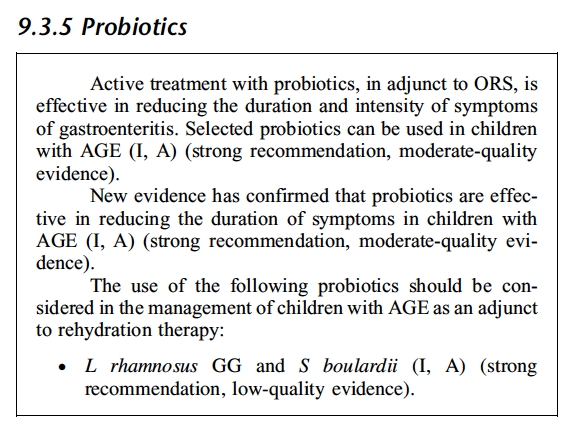 9.3.5 Probiotics
Active treatment with probiotics, in adjunct to ORS, is
effective in reducing the duration and intensity of symptoms
of gastroenteritis. Selected probiotics can be used in children
with AGE (I, A) (strong recommendation, moderate-quality
evidence).
New evidence has confirmed that probiotics are effec-
tive in reducing the duration of symptoms in children with
AGE (I, A) (strong recommendation, moderate-quality evi-
dence).
The use of the following probiotics should be con-
sidered in the management of children with AGE as an adjunct
to rehydration therapy:
• L rhamnosus GG and S boulardii (I, A) (strong
recommendation, low-quality evidence).